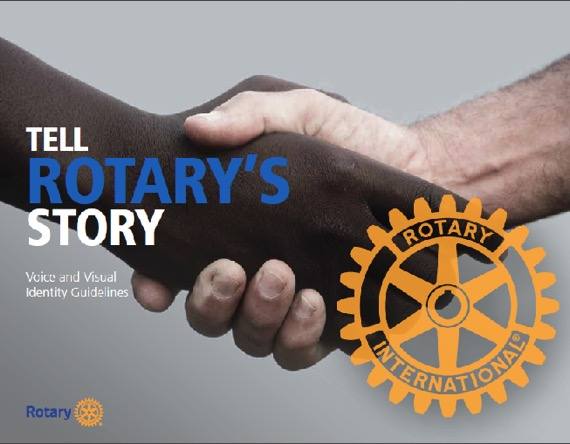 TELL
ROTARY'S
STORY
Voice and Visual
Identity Guidelines
ROTARY
INTERNATIONAL®
Rotary